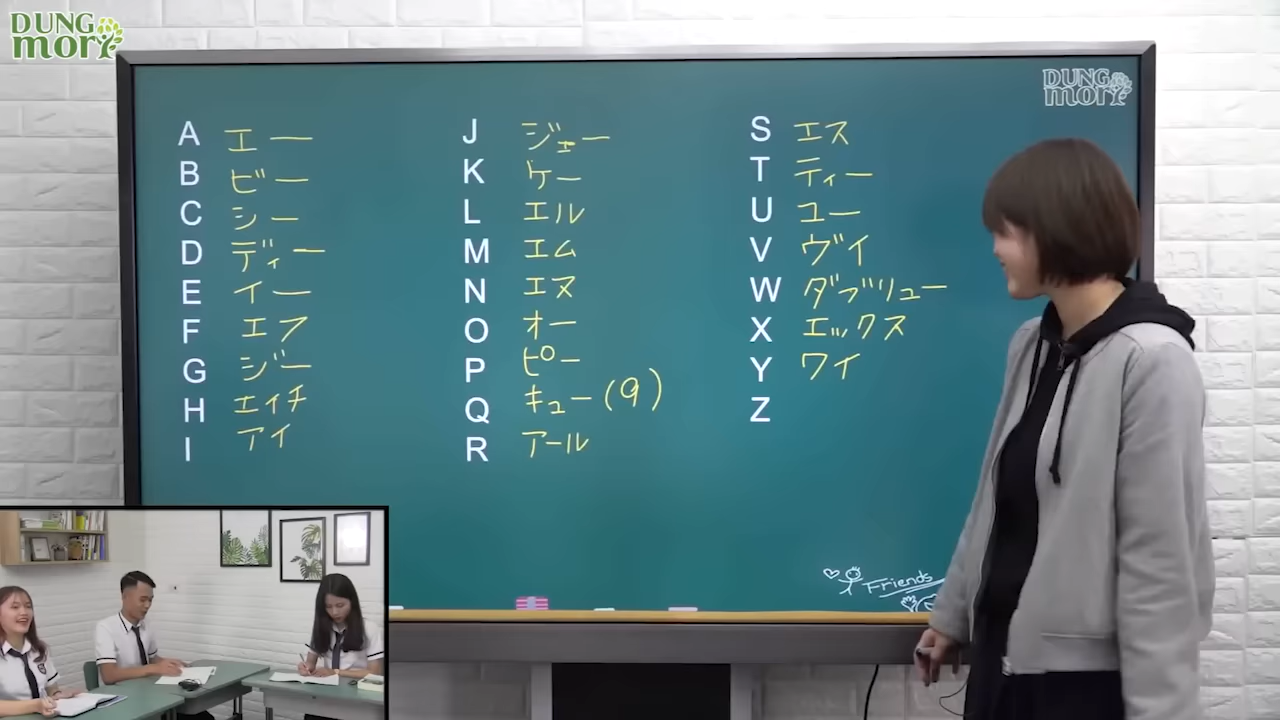 DUNG
mori
DUNG
mori
A エー
B ビー
C シー
D ディー
E イー
F エフ
G ジー
H エイチ
I アイ
J ジェー
K ケー
L エル
M エム
N エヌ
O オー
P ピー
Q キュー(9)
R アール
S エス
T ティー
U ユー
V ヴイ
W ダブリュー
X エックス
Y ワイ
Z
Friends